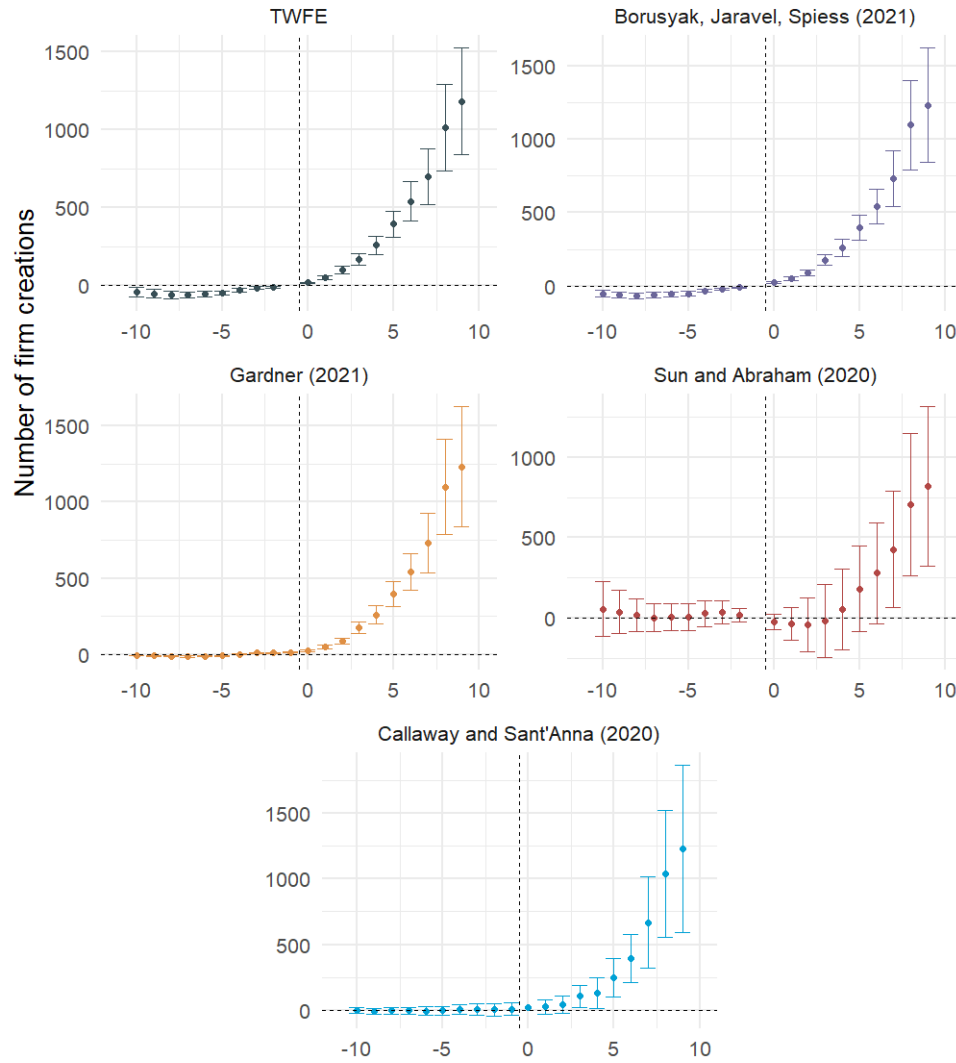 TWFE
Borusyak, Jaravel, Spiess (2021)
Number of firm creations
1500
1000
500
0
-10 -5 0 5 10
1500
1000
500
0
-10 -5 0 5 10
Gardner (2021)
Sun and Abraham (2020)
1500
1000
500
0
-10 -5 0 5 10
1000
500
0
-10 -5 0 5 10
Callaway and Sant'Anna (2020)
1500
1000
500
0
-10 -5 0 5 10